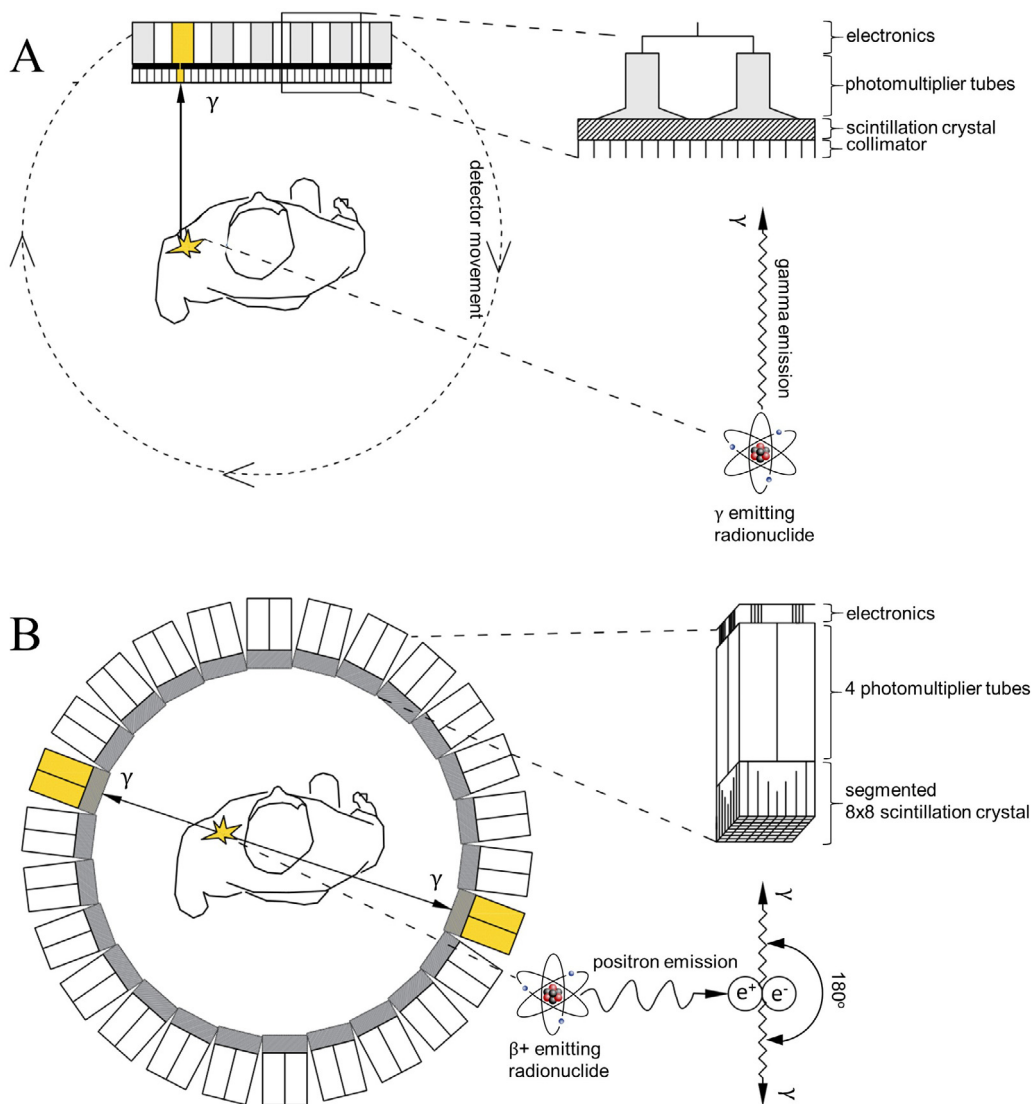 A
electronics
photomultiplier tubes
scintillation crystal
collimator
γ
detector movement
γ
gamma emission
γ emitting
radionuclide
B
electronics
4 photomultiplier tubes
segmented
8x8 scintillation crystal
γ
γ
γ
positron emission
e⁺ e⁻
180º
β+ emitting
radionuclide
γ